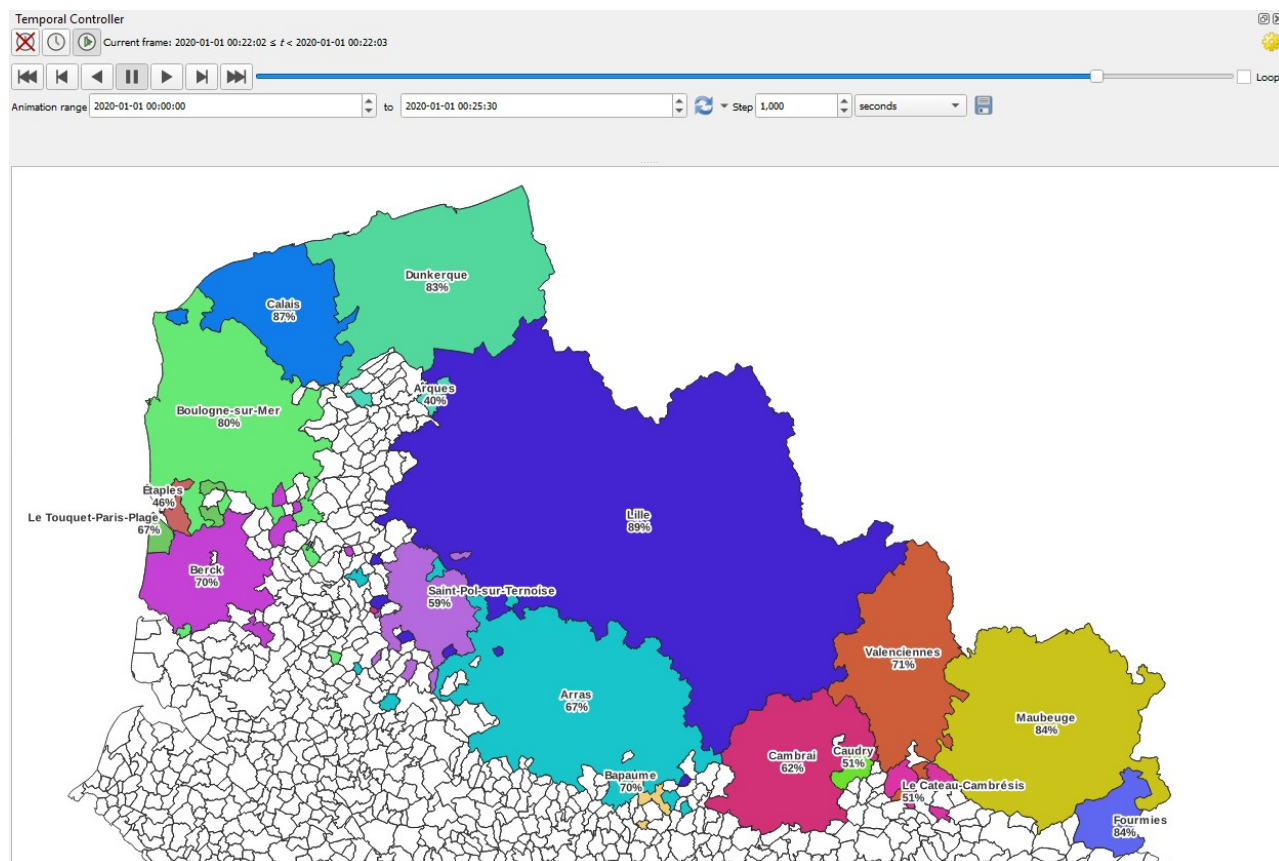 Temporal Controller
Current frame: 2020-01-01 00:22:02 ≤ t < 2020-01-01 00:22:03
Loop
Animation range 2020-01-01 00:00:00 to 2020-01-01 00:25:30 Step 1,000 seconds
Dunkerque
83%
Calais
87%
Arques
40%
Boulogne-sur-Mer
80%
Étaples
46%
Le Touquet-Paris-Plage
67%
Lille
89%
Berck
70%
Saint-Pol-sur-Ternoise
59%
Valenciennes
71%
Arras
67%
Maubeuge
84%
Cambrai
62%
Caudry
51%
Bapaume
70%
Le Cateau-Cambrésis
51%
Fourmies
84%